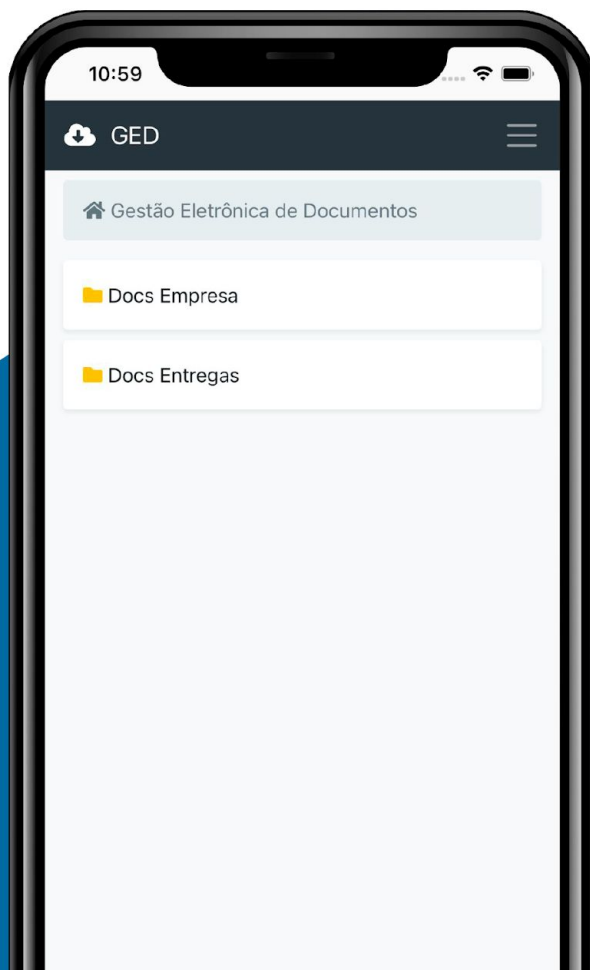 10:59
GED
Gestão Eletrônica de Documentos
Docs Empresa
Docs Entregas